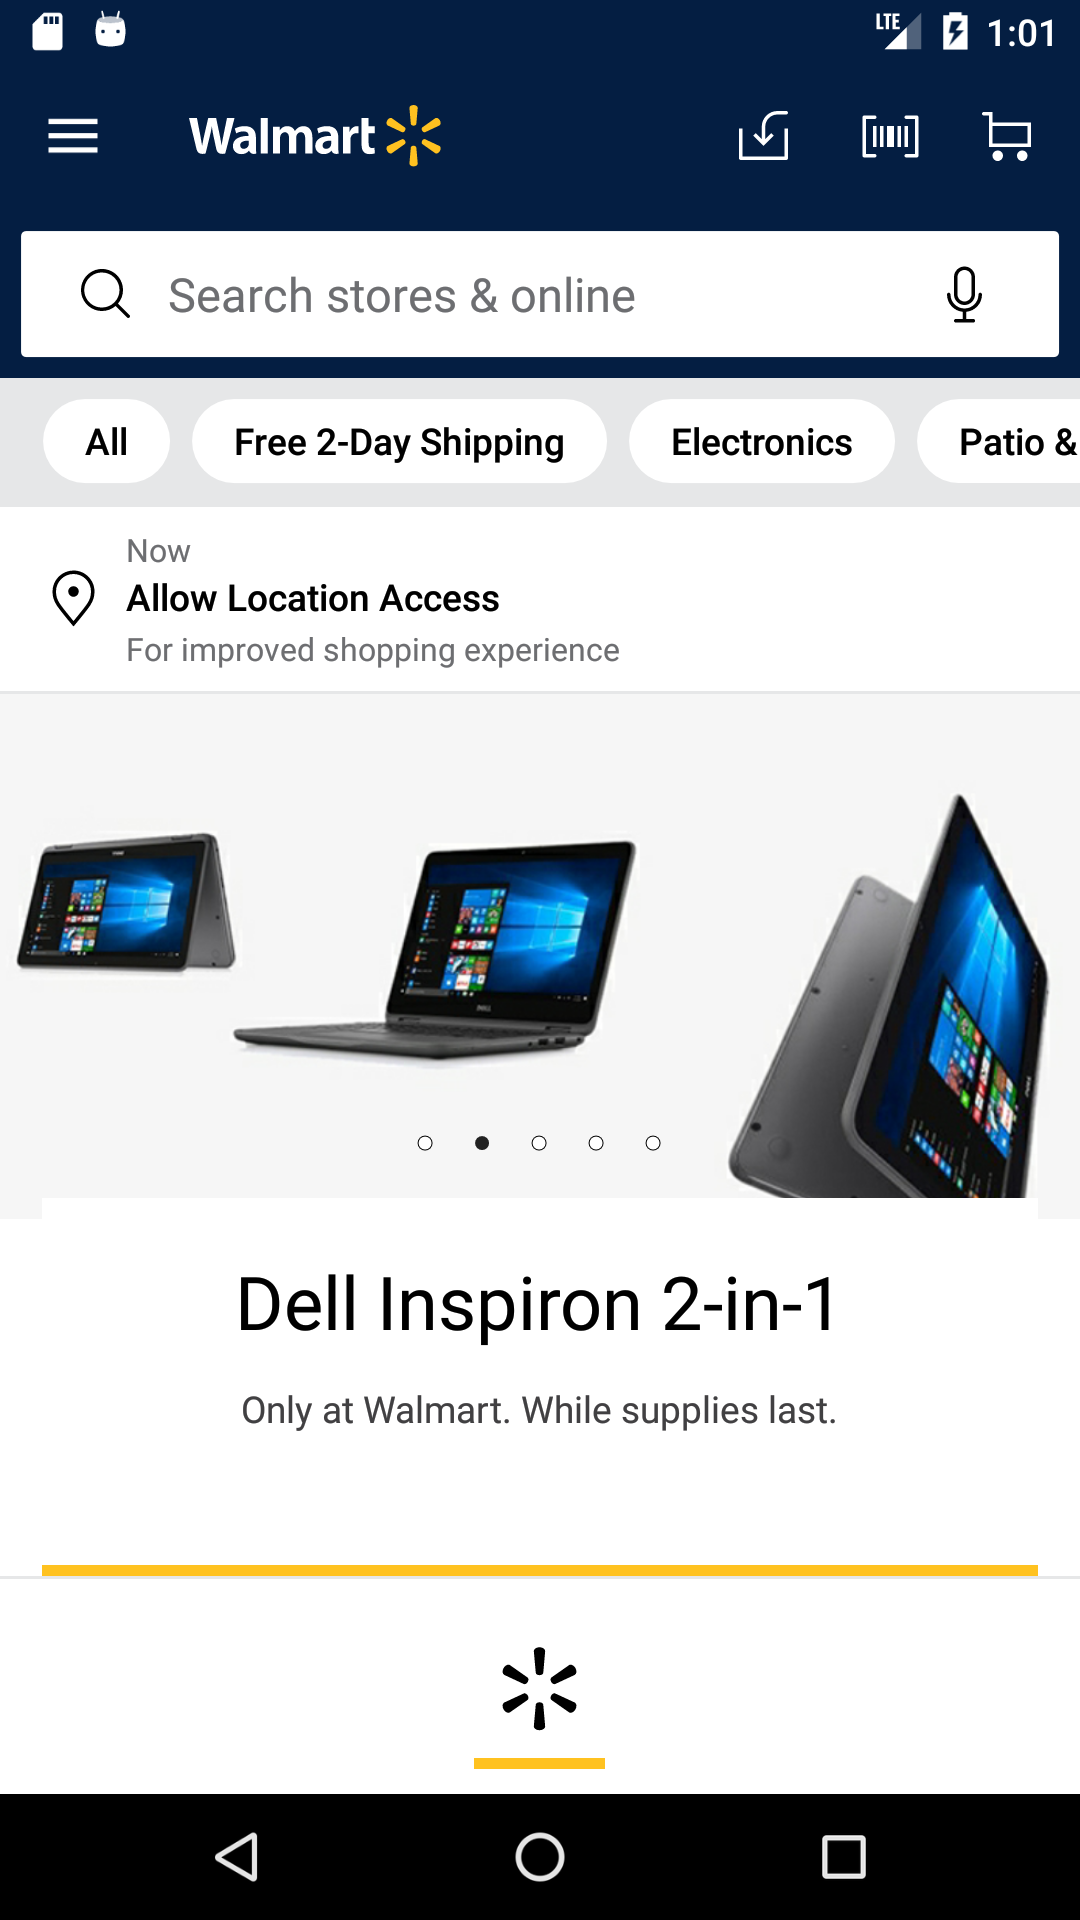 LTE 1:01
Walmart
Search stores & online
All Free 2-Day Shipping Electronics Patio &
Now
Allow Location Access
For improved shopping experience
Dell Inspiron 2-in-1
Only at Walmart. While supplies last.